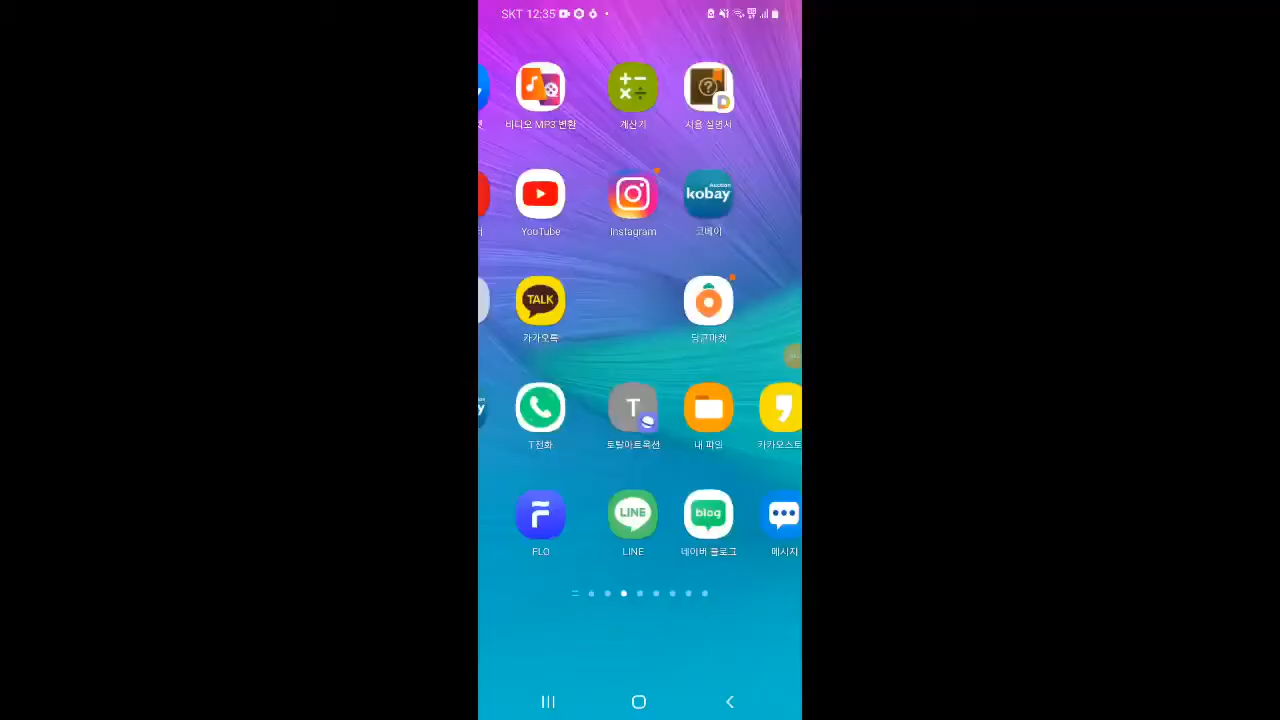 SKT 12:35
비디오 MP3 변환
계산기
사용 설명서
YouTube
Instagram
Auction
kobay
코베이
TALK
카카오톡
당근마켓
T전화
T
토탈아트옥션
내 파일
카카오스토
FLO
LINE
LINE
blog
네이버 블로그
메시지